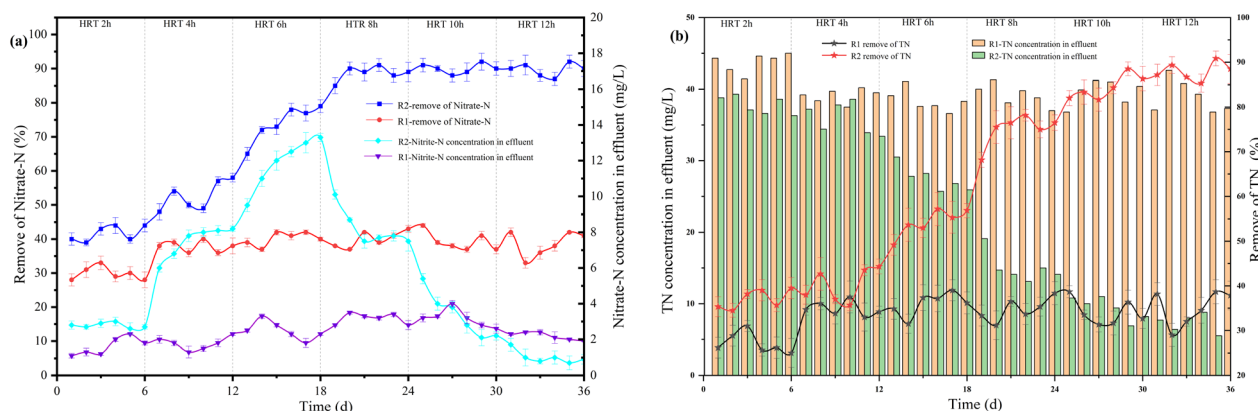 HRT 2h HRT 4h HRT 6h HTR 8h HRT 10h HRT 12h
(a)
100
90
80
70
60
50
40
30
20
10
0
Remove of Nitrate-N (%)
R2-remove of Nitrate-N
R1-remove of Nitrate-N
R2-Nitrite-N concentration in effluent
R1-Nitrite-N concentration in effluent
20
18
16
14
12
10
8
6
4
2
0
Nitrate-N concentration in effluent (mg/L)
0 6 12 18 24 30 36
Time (d)
HRT 2h HRT 4h HRT 6h HRT 8h HRT 10h HRT 12h
(b)
50
45
40
35
30
25
20
15
10
5
0
TN concentration in effluent (mg/L)
R1 remove of TN
R2 remove of TN
R1-TN concentration in effluent
R2-TN concentration in effluent
100
90
80
70
60
50
40
30
20
Remove of TN (%)
0 6 12 18 24 30 36
Time (d)